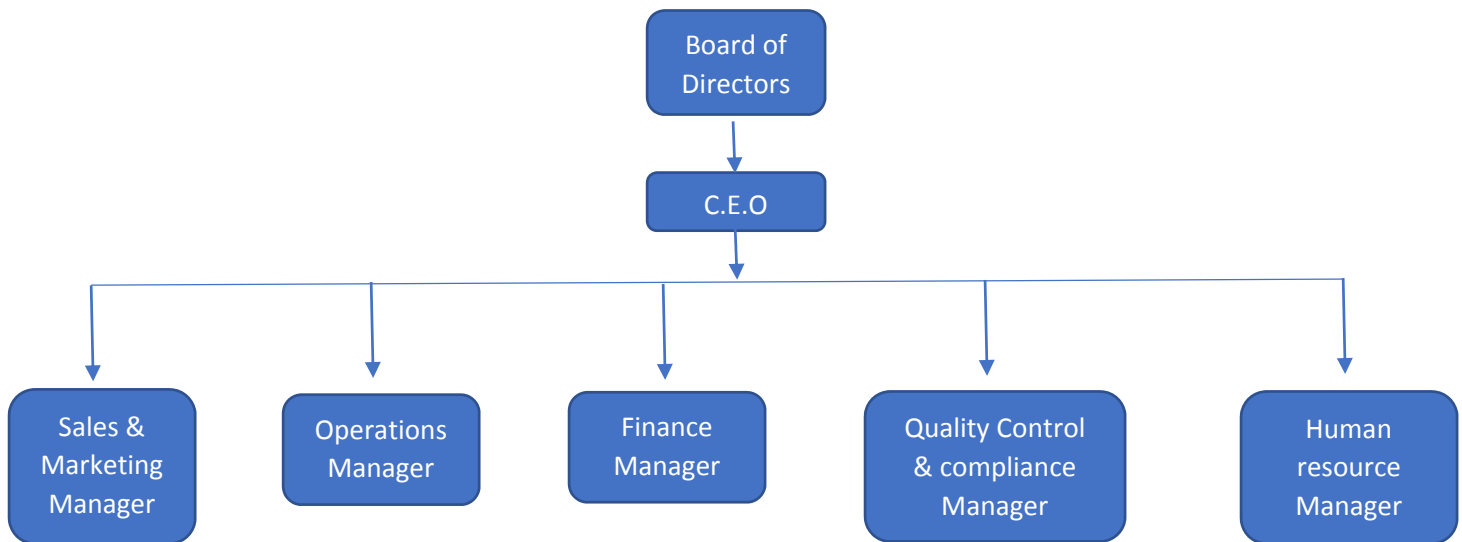 Board of
Directors
C.E.O
Sales &
Marketing
Manager
Operations
Manager
Finance
Manager
Quality Control
& compliance
Manager
Human
resource
Manager